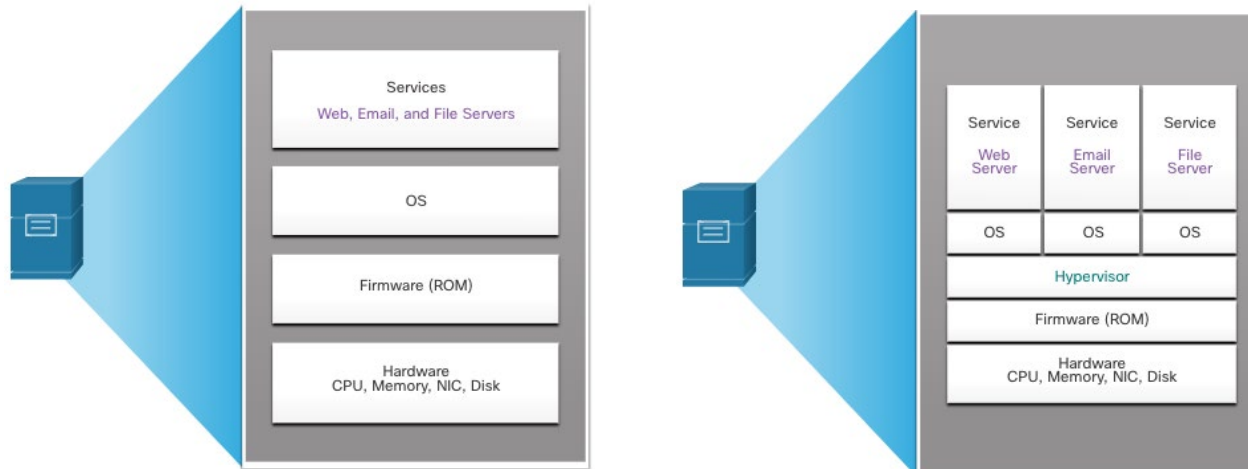 Services
Web, Email, and File Servers
OS
Firmware (ROM)
Hardware
CPU, Memory, NIC, Disk
Service
Web
Server
Service
Email
Server
Service
File
Server
OS
OS
OS
Hypervisor
Firmware (ROM)
Hardware
CPU, Memory, NIC, Disk